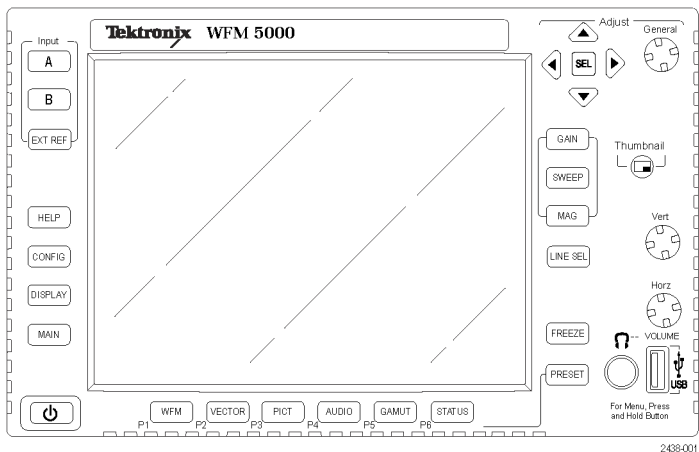 Tektronix WFM 5000
Input
A
B
EXT REF
HELP
CONFIG
DISPLAY
MAIN
Adjust
General
SEL
GAIN
SWEEP
MAG
LINE SEL
Thumbnail
Vert
Horz
FREEZE
VOLUME
PRESET
USB
For Menu, Press
and Hold Button
WFM VECTOR PICT AUDIO GAMUT STATUS
P1 P2 P3 P4 P5 P6
2438-001